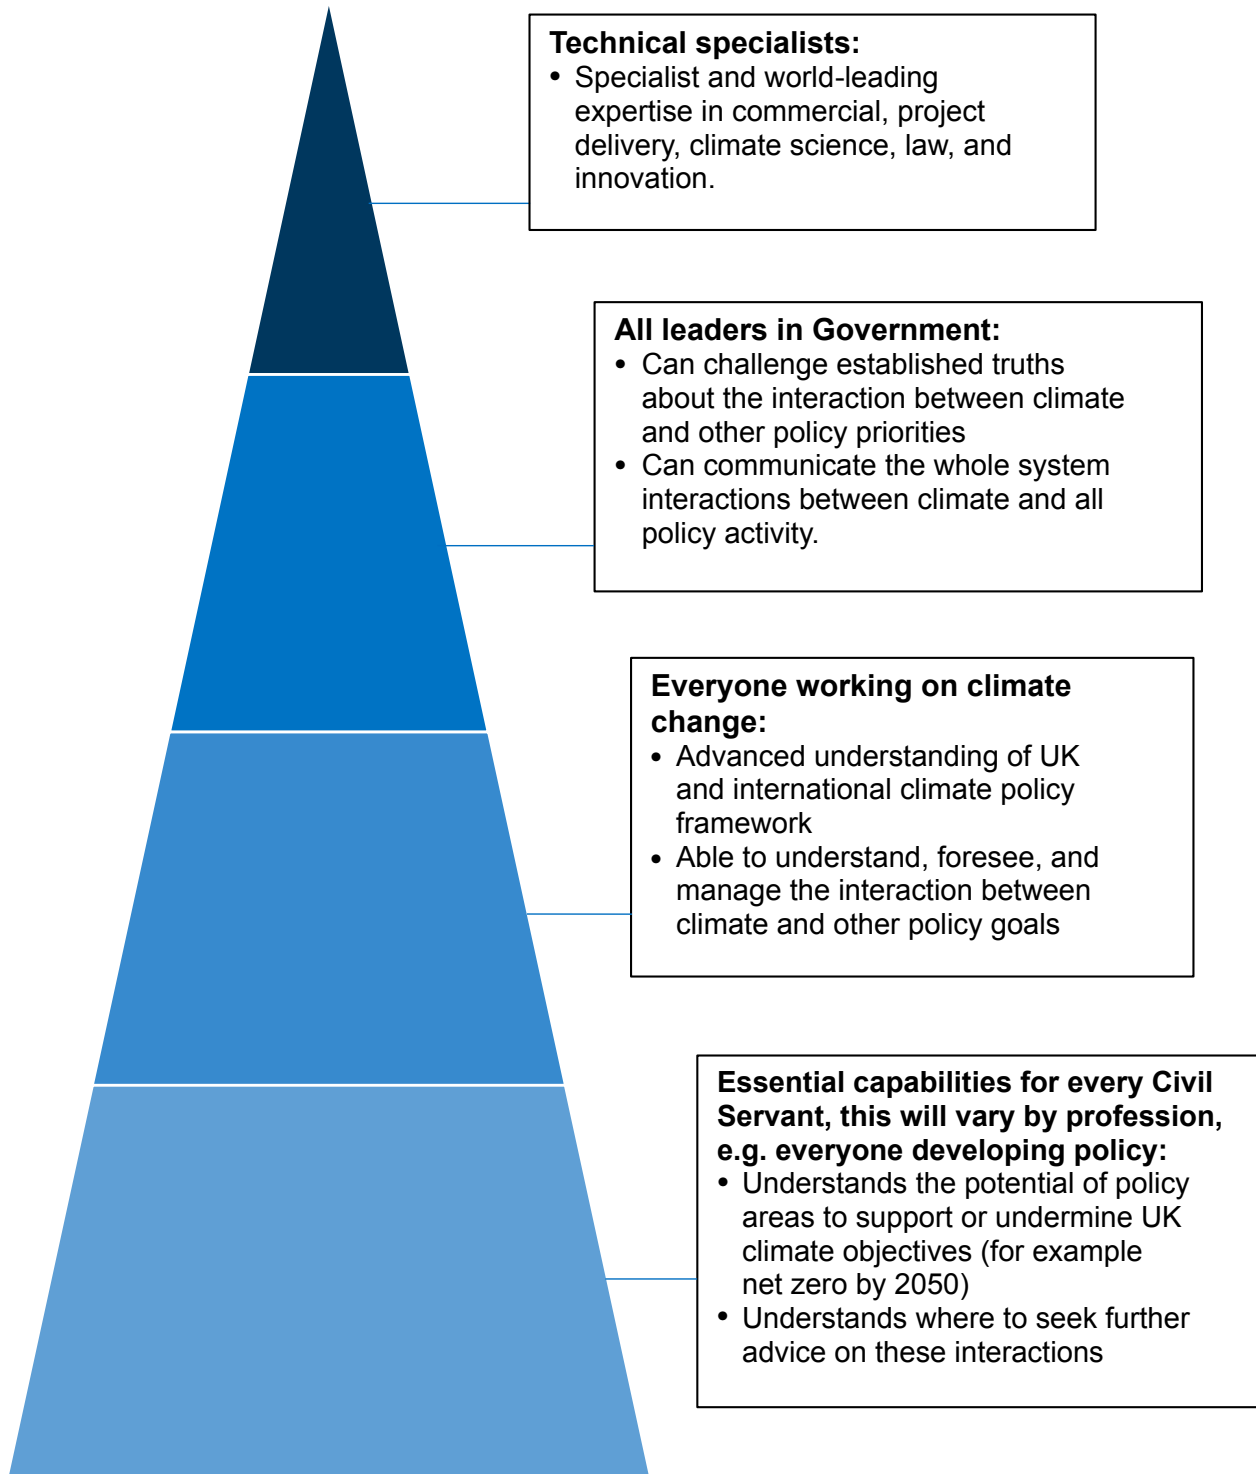 Technical specialists:
• Specialist and world-leading
expertise in commercial, project
delivery, climate science, law, and
innovation.
All leaders in Government:
• Can challenge established truths
about the interaction between climate
and other policy priorities
• Can communicate the whole system
interactions between climate and all
policy activity.
Everyone working on climate
change:
• Advanced understanding of UK
and international climate policy
framework
• Able to understand, foresee, and
manage the interaction between
climate and other policy goals
Essential capabilities for every Civil
Servant, this will vary by profession,
e.g. everyone developing policy:
• Understands the potential of policy
areas to support or undermine UK
climate objectives (for example
net zero by 2050)
• Understands where to seek further
advice on these interactions